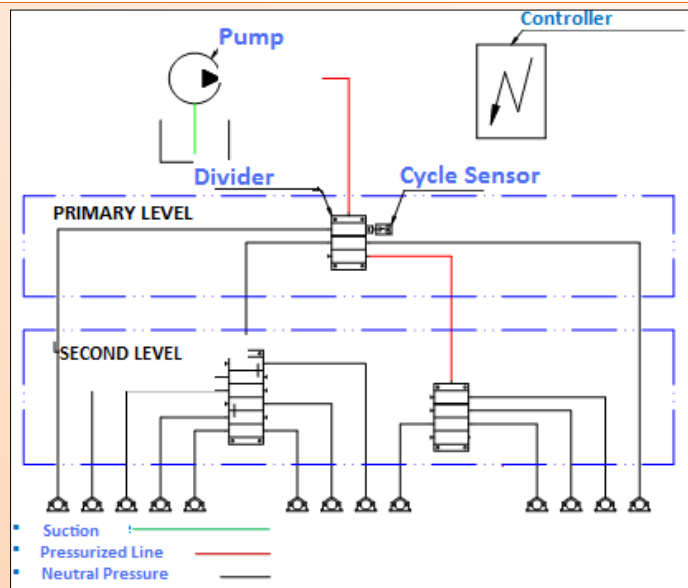 Controller
Pump
Divider
Cycle Sensor
PRIMARY LEVEL
SECOND LEVEL
Suction
Pressurized Line
Neutral Pressure